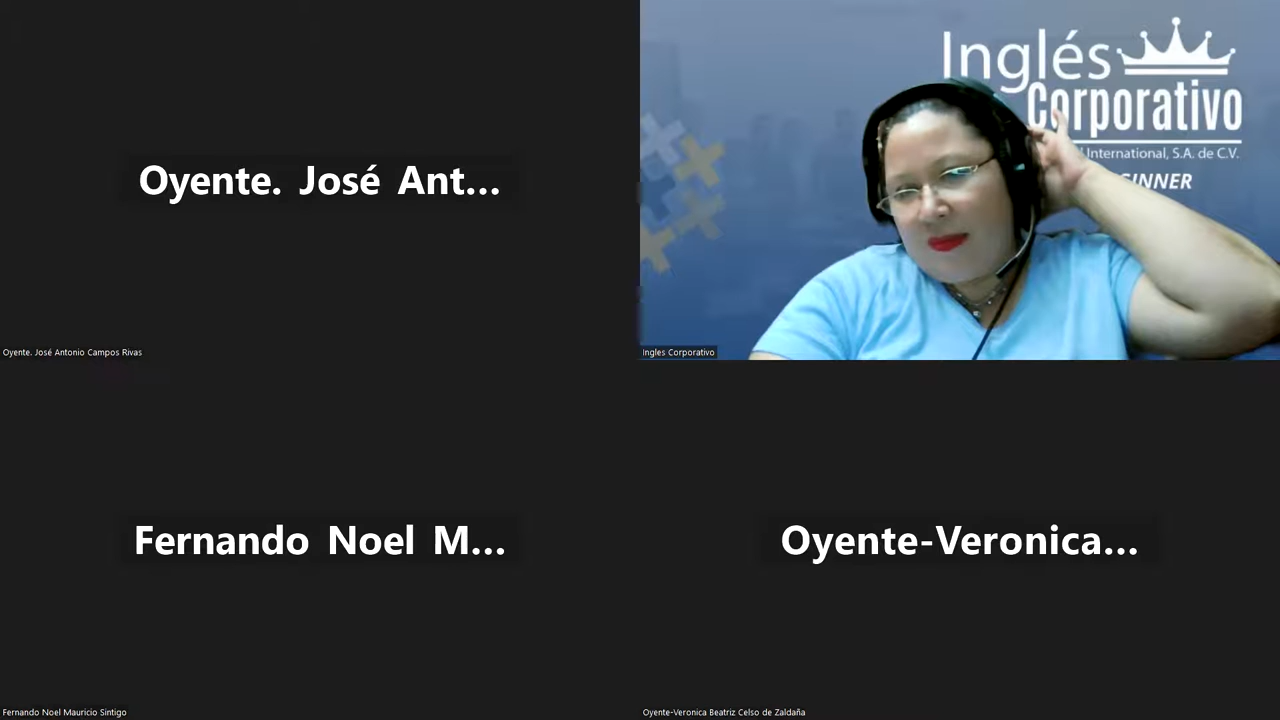 Oyente. José Ant...
Oyente. José Antonio Campos Rivas
Inglés
Corporativo
International, S.A. de C.V.
GINNER
Ingles Corporativo
Fernando Noel M...
Fernando Noel Mauricio Sintigo
Oyente-Veronica...
Oyente-Veronica Beatriz Celso de Zaldaña